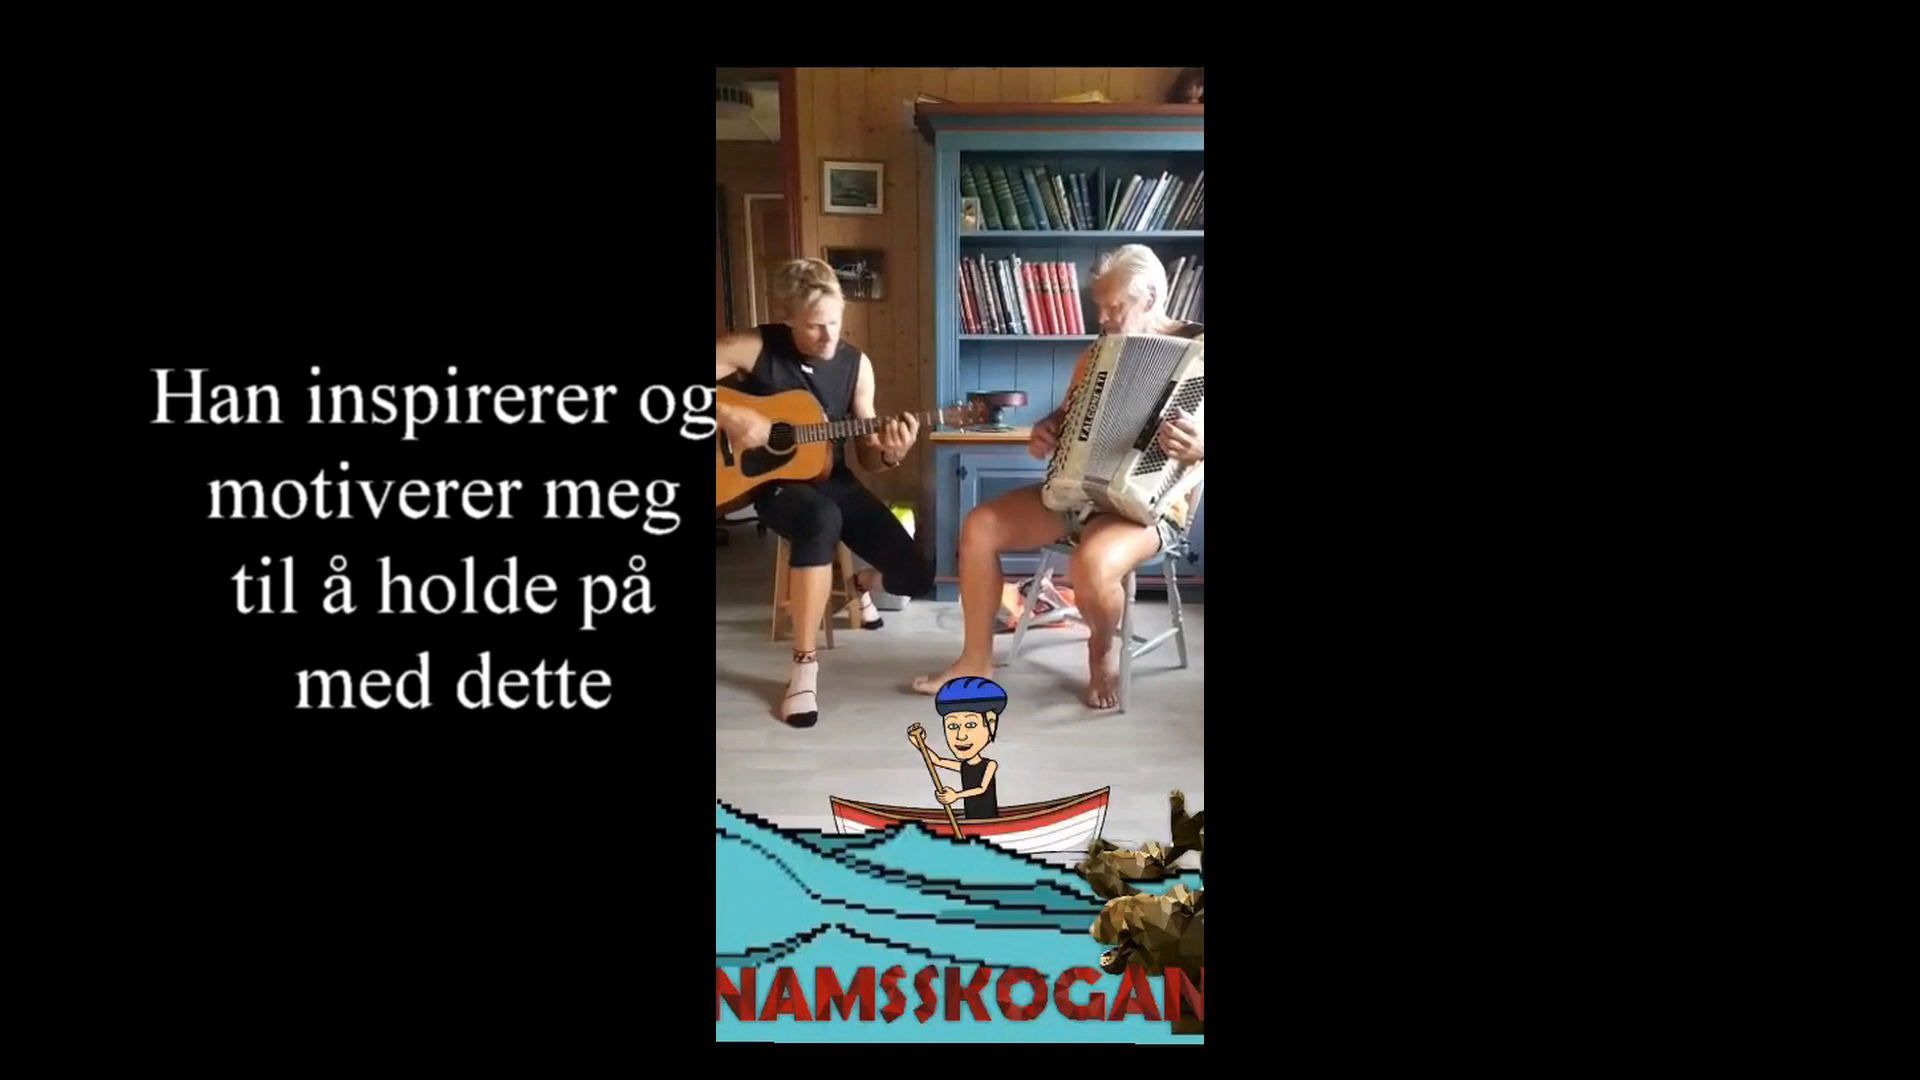 Han inspirerer og
motiverer meg
til å holde på
med dette
NAMSSKOGAN